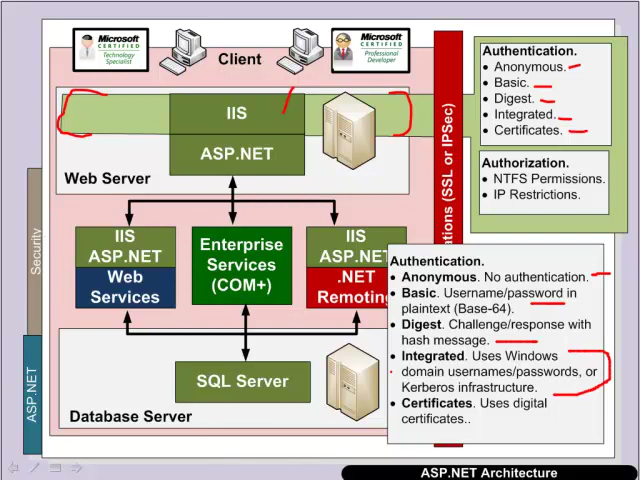 Microsoft
CERTIFIED
Technology
Specialist
Client
Microsoft
CERTIFIED
Professional
Developer
IIS
ASP.NET
Web Server
IIS
ASP.NET
Web
Services
Enterprise
Services
(COM+)
IIS
ASP.NET
.NET
Remoting
SQL Server
Database Server
Security
ASP.NET
(SSL or IPSec)
Authentication.
• Anonymous.
• Basic.
• Digest.
• Integrated.
• Certificates.
Authorization.
• NTFS Permissions.
• IP Restrictions.
Authentication.
• Anonymous. No authentication.
• Basic. Username/password in
plaintext (Base-64).
• Digest. Challenge/response with
hash message.
• Integrated. Uses Windows
domain usernames/passwords, or
Kerberos infrastructure.
• Certificates. Uses digital
certificates..
ASP.NET Architecture